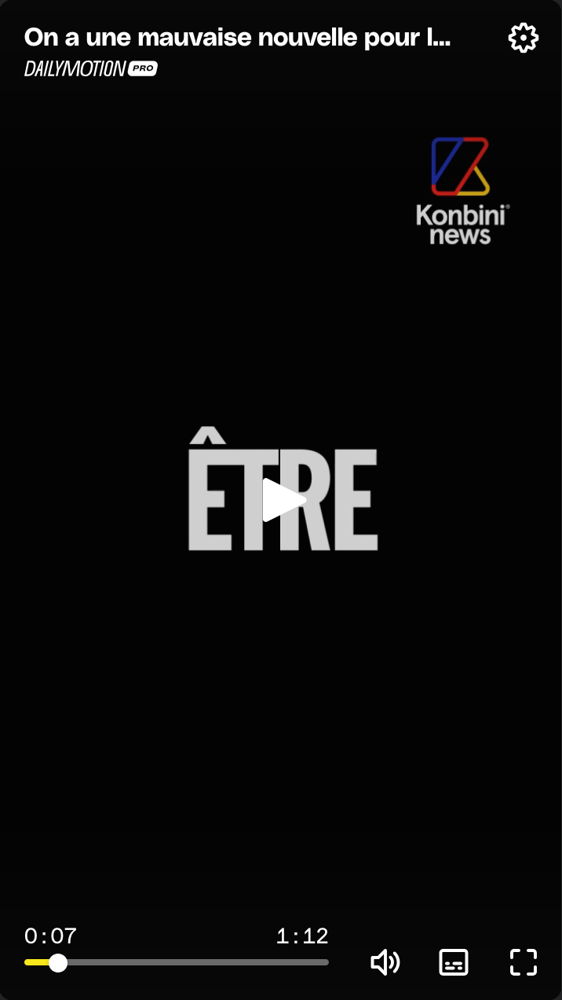 On a une mauvaise nouvelle pour l...
DAILYMOTION PRO
Konbini®
news
ÊTRE
0:07 1:12